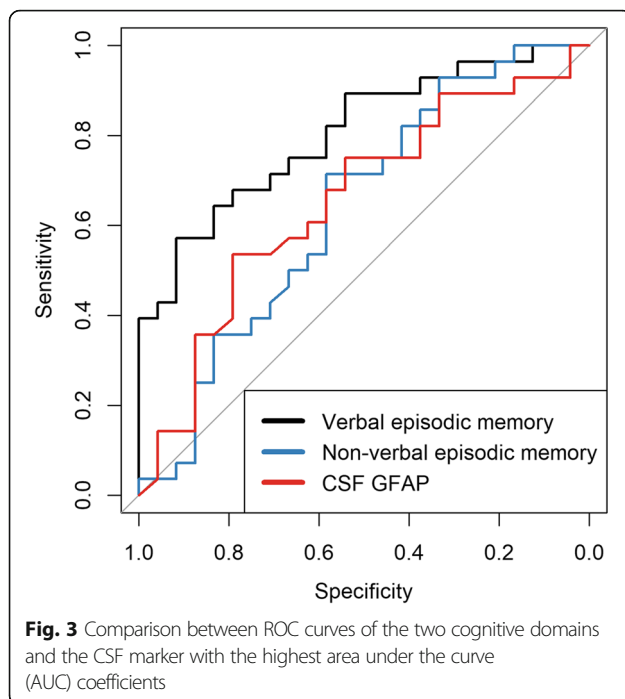 1.0
0.8
0.6
0.4
0.2
0.0
Sensitivity
Verbal episodic memory
Non-verbal episodic memory
CSF GFAP
1.0 0.8 0.6 0.4 0.2 0.0
Specificity
Fig. 3 Comparison between ROC curves of the two cognitive domains
and the CSF marker with the highest area under the curve
(AUC) coefficients